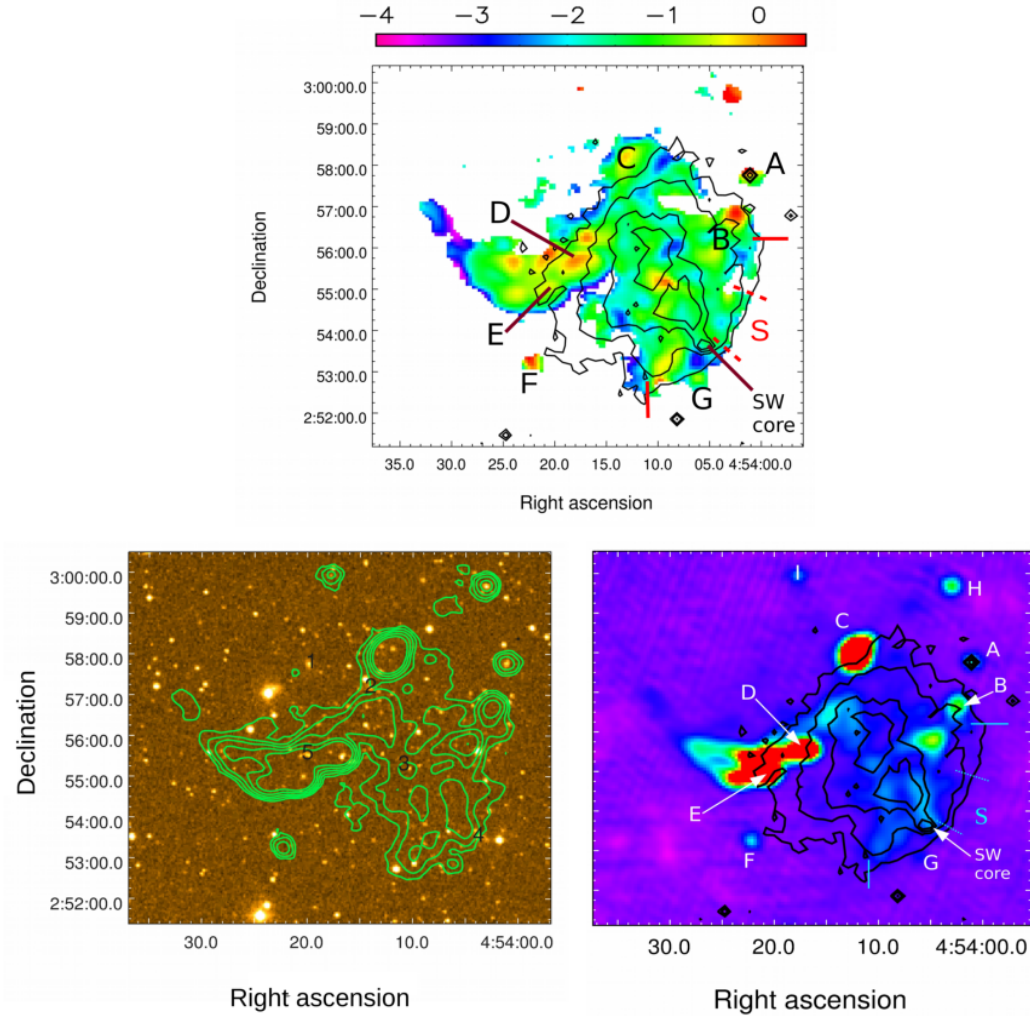 −4 −3 −2 −1 0
3:00:00.0
59:00.0
58:00.0
57:00.0
56:00.0
55:00.0
54:00.0
53:00.0
2:52:00.0
Declination
C
A
D
B
E
S
F
G
SW
core
35.0 30.0 25.0 20.0 15.0 10.0 05.0 4:54:00.0
Right ascension
3:00:00.0
59:00.0
58:00.0
57:00.0
56:00.0
55:00.0
54:00.0
53:00.0
2:52:00.0
Declination
1
2
5
3
4
30.0 20.0 10.0 4:54:00.0
Right ascension
I
H
C
A
D
B
E
S
F
G
SW
core
30.0 20.0 10.0 4:54:00.0
Right ascension